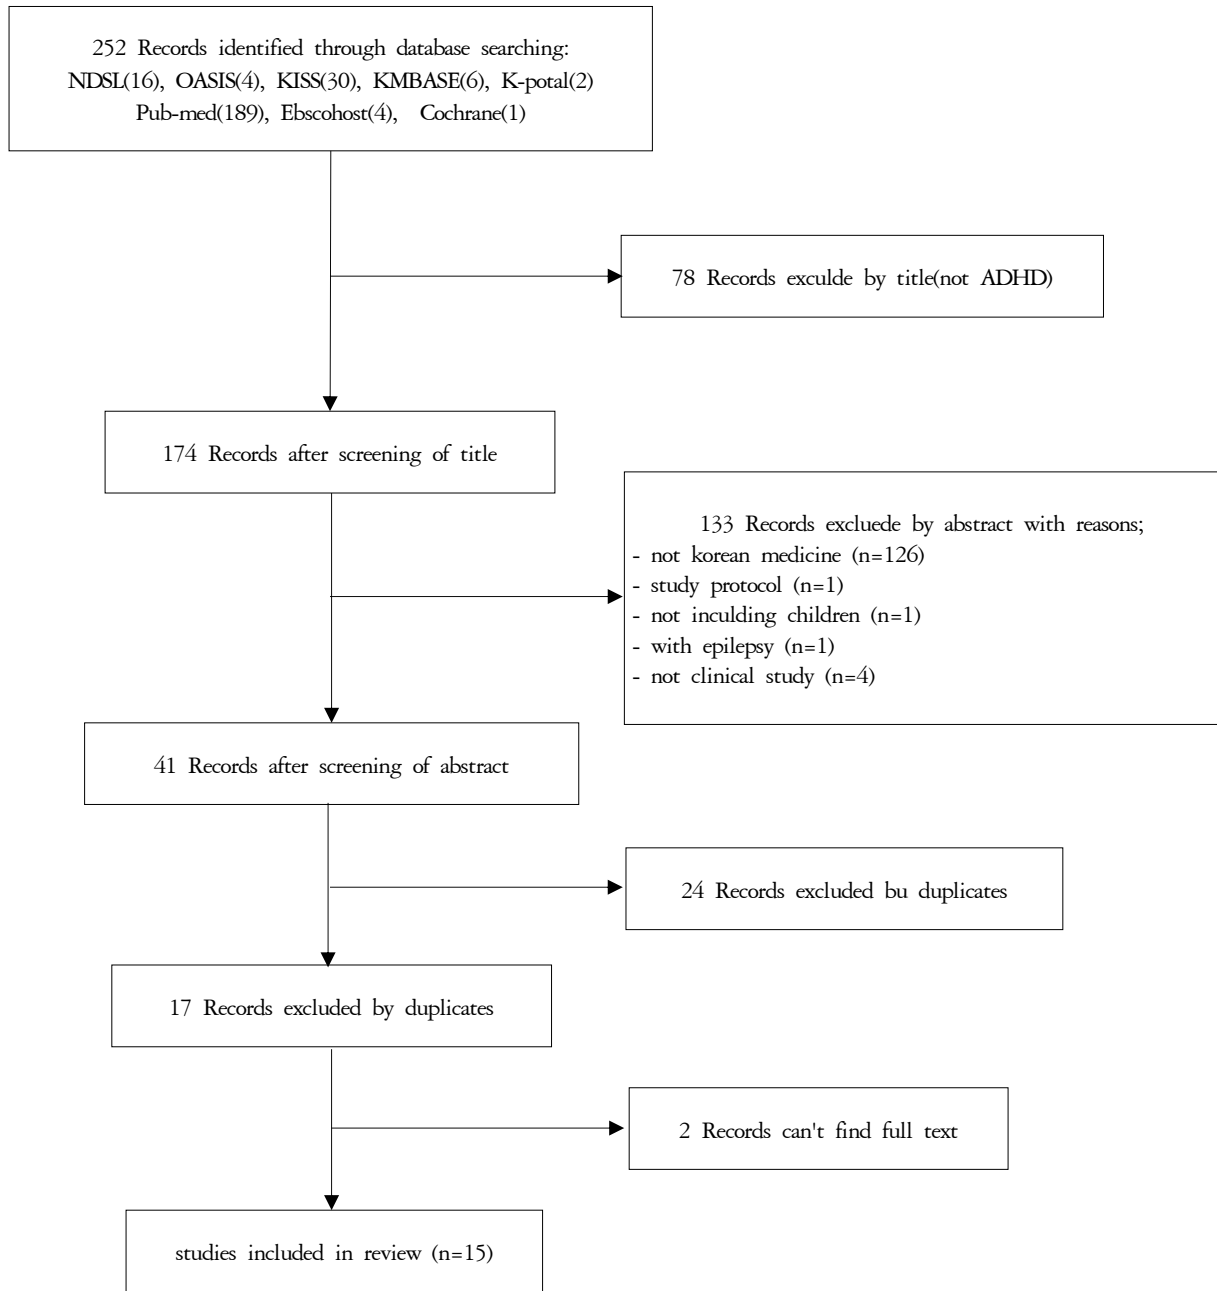 252 Records identified through database searching:
NDSL(16), OASIS(4), KISS(30), KMBASE(6), K-potal(2)
Pub-med(189), Ebscohost(4), Cochrane(1)
78 Records exculde by title(not ADHD)
174 Records after screening of title
133 Records excluede by abstract with reasons;
- not korean medicine (n=126)
- study protocol (n=1)
- not inculding children (n=1)
- with epilepsy (n=1)
- not clinical study (n=4)
41 Records after screening of abstract
24 Records excluded bu duplicates
17 Records excluded by duplicates
2 Records can't find full text
studies included in review (n=15)